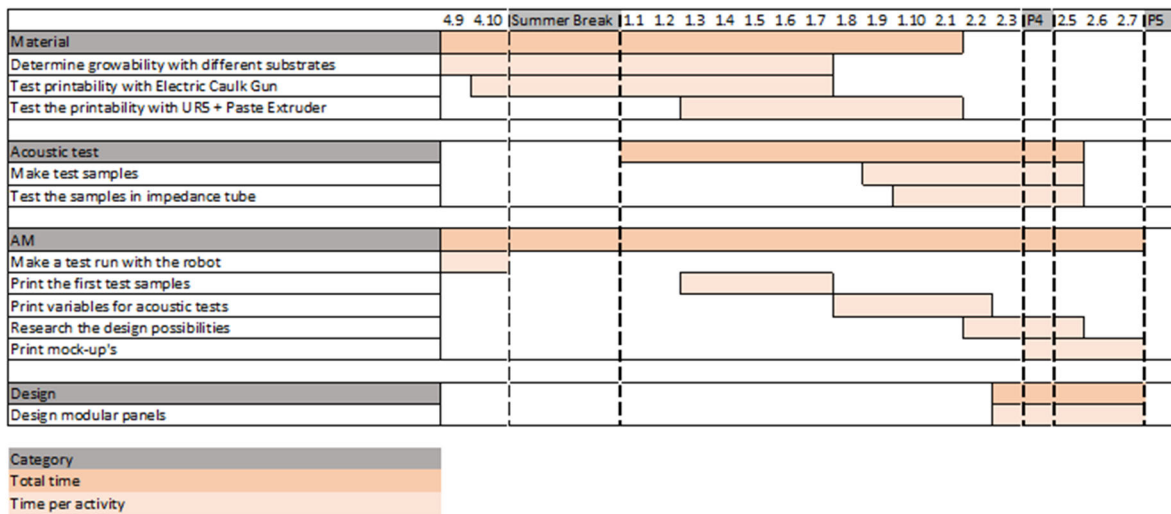 4.9 4.10 Summer Break 1.1 1.2 1.3 1.4 1.5 1.6 1.7 1.8 1.9 1.10 2.1 2.2 2.3 P4 2.5 2.6 2.7 P5
Material
Determine growability with different substrates
Test printability with Electric Caulk Gun
Test the printability with UR5 + Paste Extruder
Acoustic test
Make test samples
Test the samples in impedance tube
AM
Make a test run with the robot
Print the first test samples
Print variables for acoustic tests
Research the design possibilities
Print mock-up's
Design
Design modular panels
Category
Total time
Time per activity